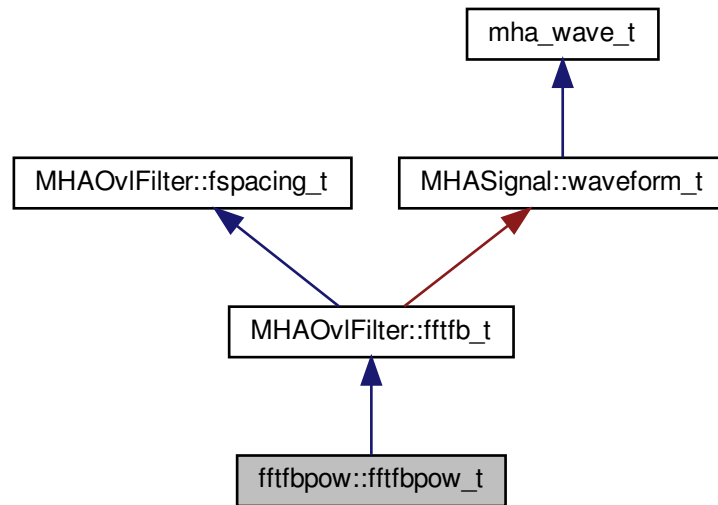 mha_wave_t
MHAOvlFilter::fspacing_t
MHASignal::waveform_t
MHAOvlFilter::fftfb_t
fftfbpow::fftfbpow_t